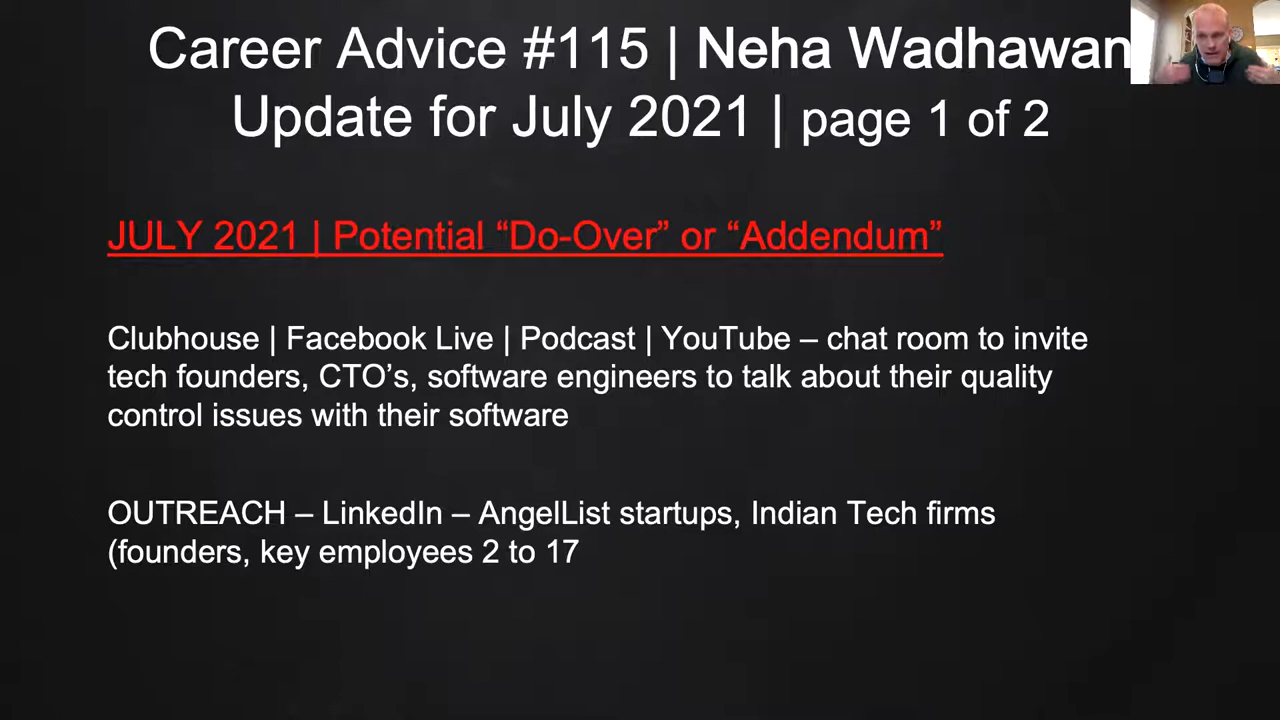 Career Advice #115 | Neha Wadhawan
Update for July 2021 | page 1 of 2
JULY 2021 | Potential “Do-Over” or “Addendum”
Clubhouse | Facebook Live | Podcast | YouTube – chat room to invite
tech founders, CTO’s, software engineers to talk about their quality
control issues with their software
OUTREACH – LinkedIn – AngelList startups, Indian Tech firms
(founders, key employees 2 to 17